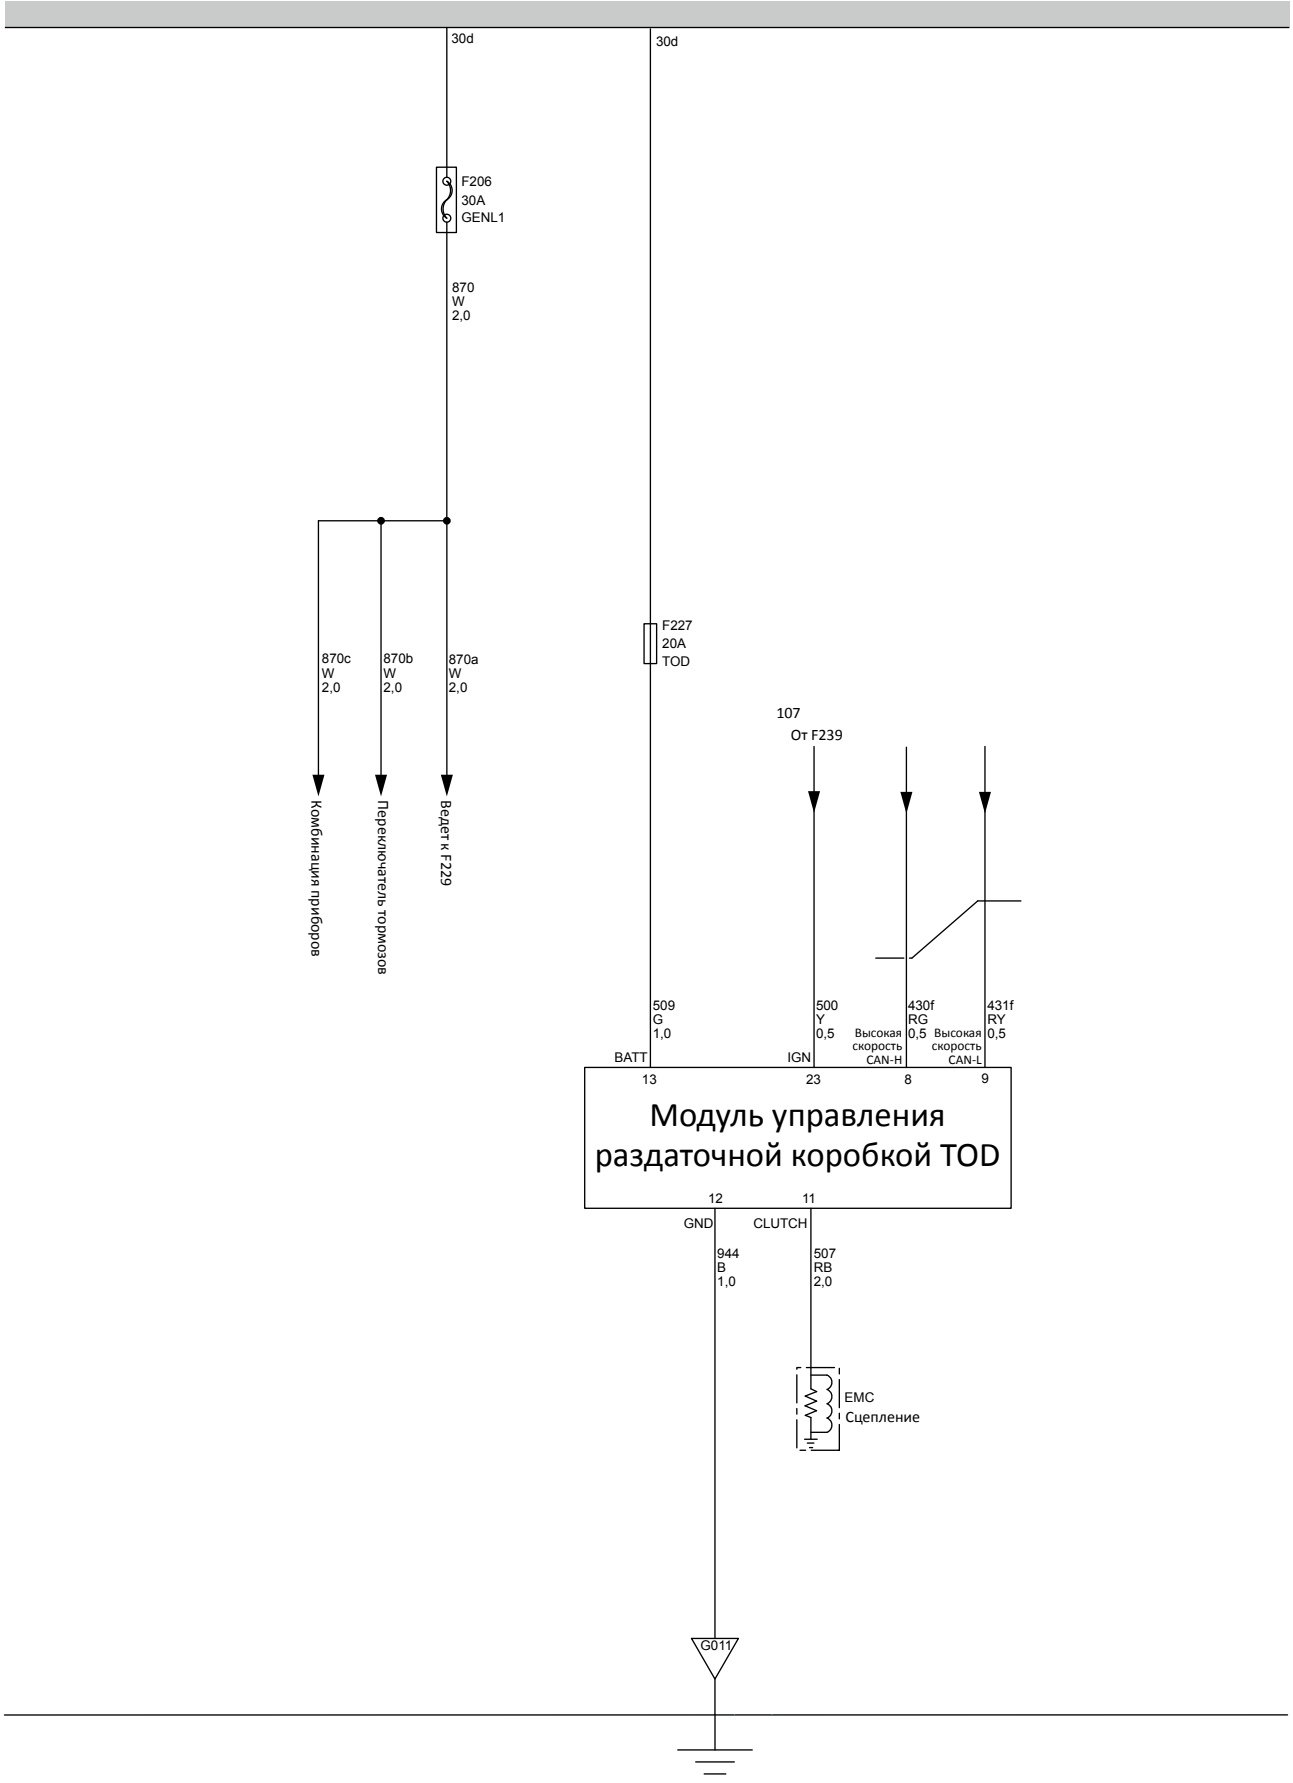 30d
30d
F206
30A
GENL1
870
W
2,0
870c
W
2,0
870b
W
2,0
870a
W
2,0
F227
20A
TOD
107
От F239
Комбинация приборов
Переключатель тормозов
Ведет к F229
509
G
1,0
500
Y
0,5
430f
RG
0,5
431f
RY
0,5
Высокая
скорость
CAN-H
Высокая
скорость
CAN-L
BATT
IGN
13
23
8
9
Модуль управления
раздаточной коробкой TOD
12
11
GND
CLUTCH
944
B
1,0
507
RB
2,0
EMC
Сцепление
G011